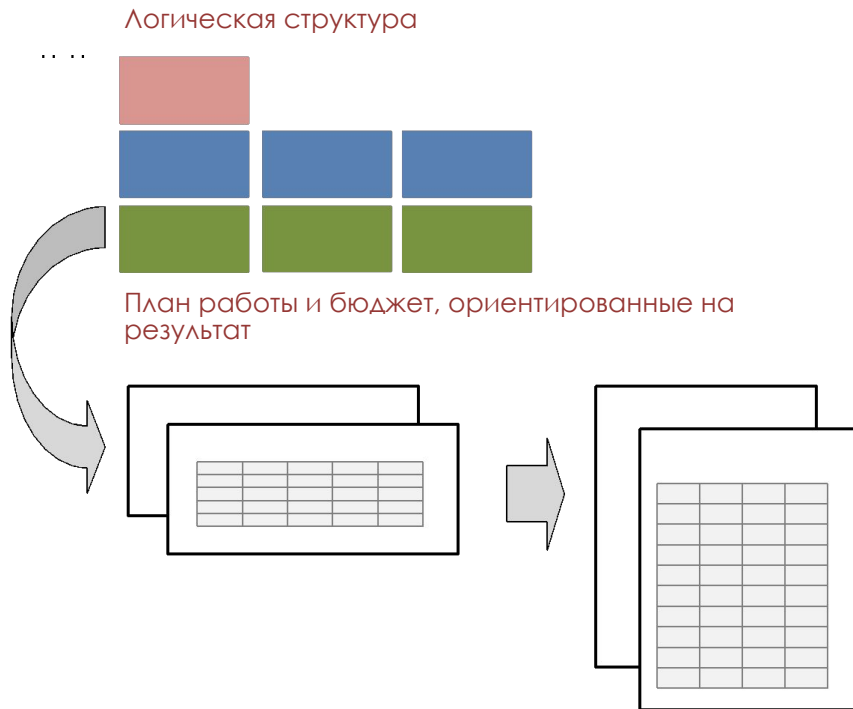 Логическая структура
План работы и бюджет, ориентированные на
результат